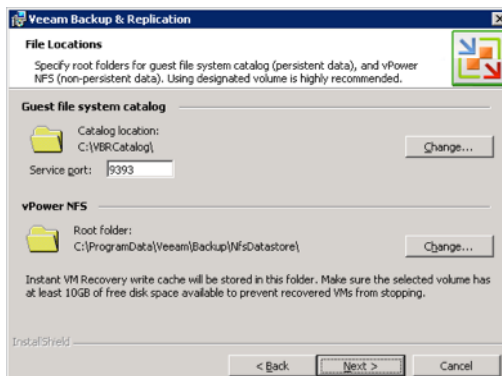 Veeam Backup & Replication
File Locations
Specify root folders for guest file system catalog (persistent data), and vPower
NFS (non-persistent data). Using designated volume is highly recommended.
Guest file system catalog
Catalog location:
C:\VBRCatalog\
Change...
Service port: 9393
vPower NFS
Root folder:
C:\ProgramData\Veeam\Backup\NfsDatastore\
Change...
Instant VM Recovery write cache will be stored in this folder. Make sure the selected volume has
at least 10GB of free disk space available to prevent recovered VMs from stopping.
InstallShield
< Back Next > Cancel